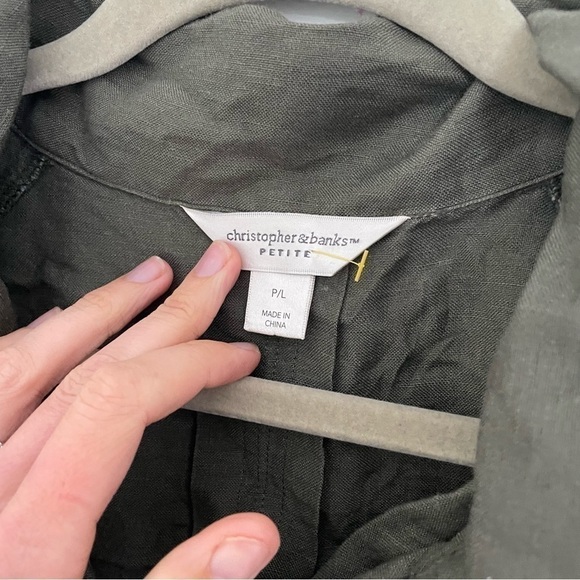 christopher&banks™
PETITE
P/L
MADE IN
CHINA